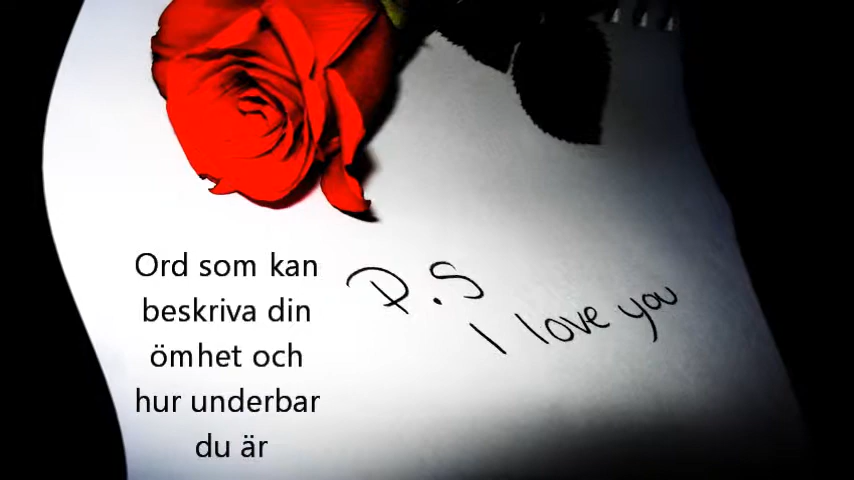 Ord som kan
beskriva din
ömhet och
hur underbar
du är
P.S
I love you